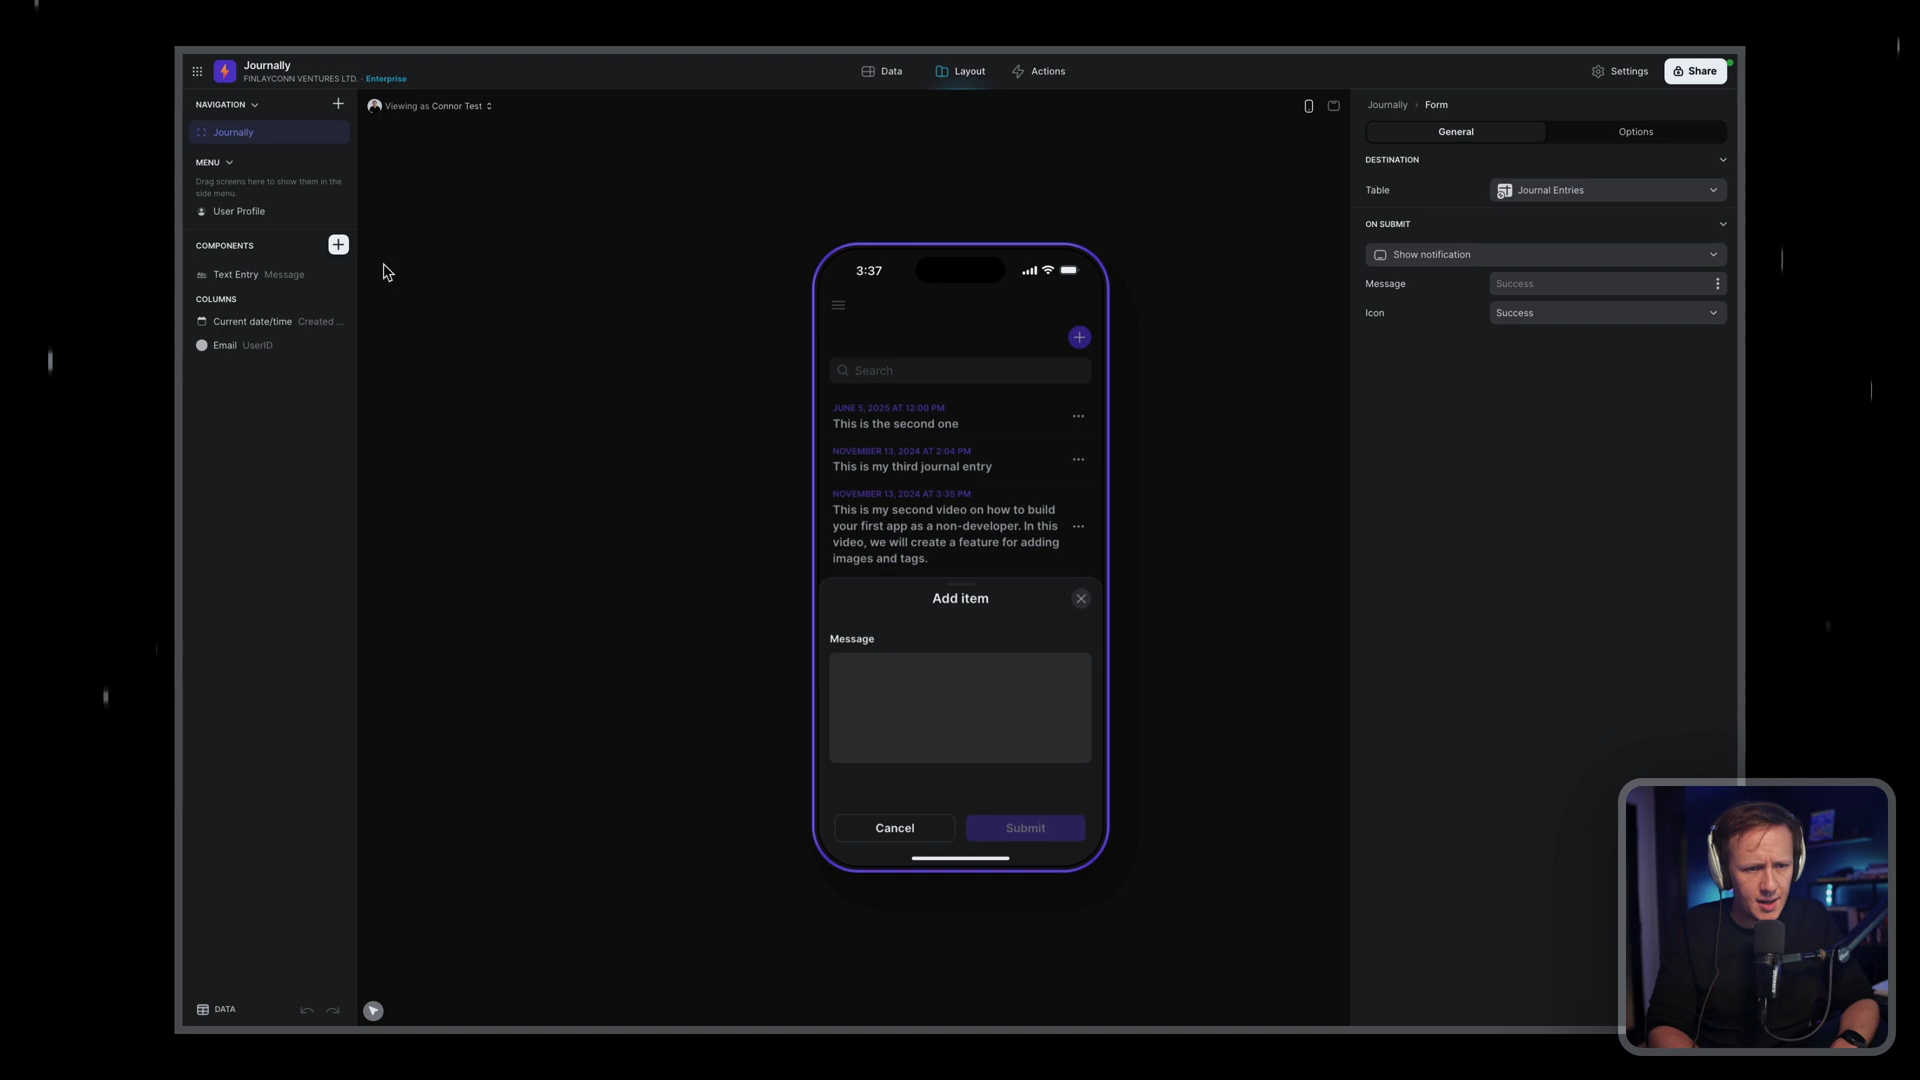 Journally
FINLAYCONN VENTURES LTD. · Enterprise
Data
Layout
Actions
Settings
Share
NAVIGATION
Journally
MENU
Drag screens here to show them in the
side menu.
User Profile
COMPONENTS
Text Entry Message
COLUMNS
Current date/time Created ...
Email UserID
DATA
Viewing as Connor Test
3:37
Search
JUNE 5, 2025 AT 12:00 PM
This is the second one
NOVEMBER 13, 2024 AT 2:04 PM
This is my third journal entry
NOVEMBER 13, 2024 AT 3:35 PM
This is my second video on how to build
your first app as a non-developer. In this
video, we will create a feature for adding
images and tags.
Add item
Message
Cancel
Submit
Journally › Form
General
Options
DESTINATION
Table
Journal Entries
ON SUBMIT
Show notification
Message
Success
Icon
Success